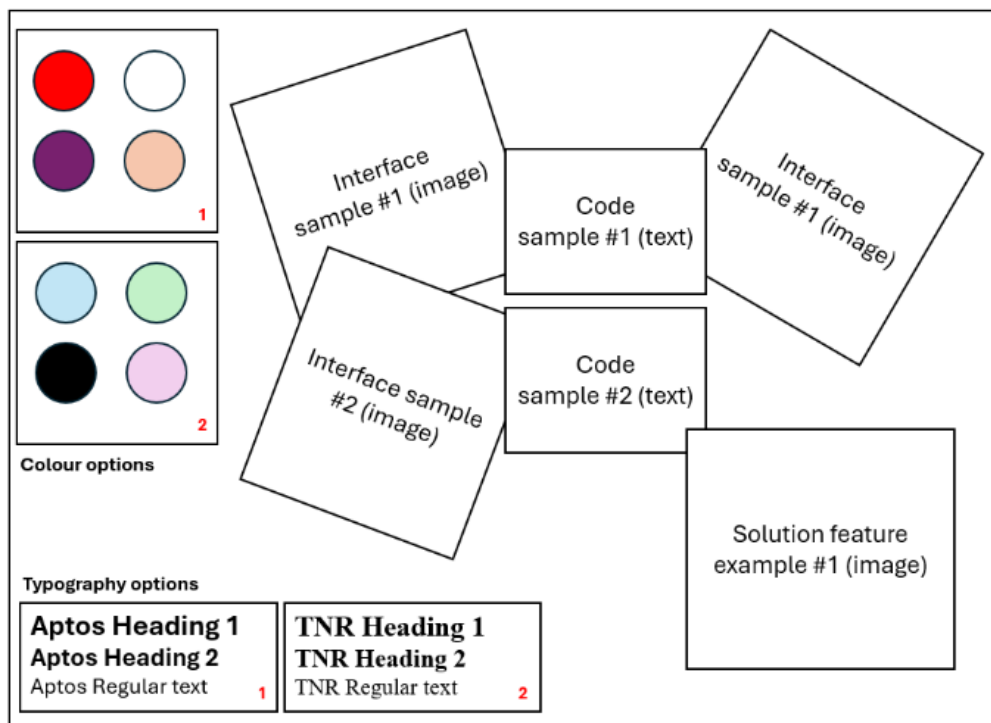 1
2
Colour options
Interface
sample #1 (image)
Code
sample #1 (text)
Interface
sample #1 (image)
Interface sample
#2 (image)
Code
sample #2 (text)
Solution feature
example #1 (image)
Typography options
Aptos Heading 1
Aptos Heading 2
Aptos Regular text
1
TNR Heading 1
TNR Heading 2
TNR Regular text
2